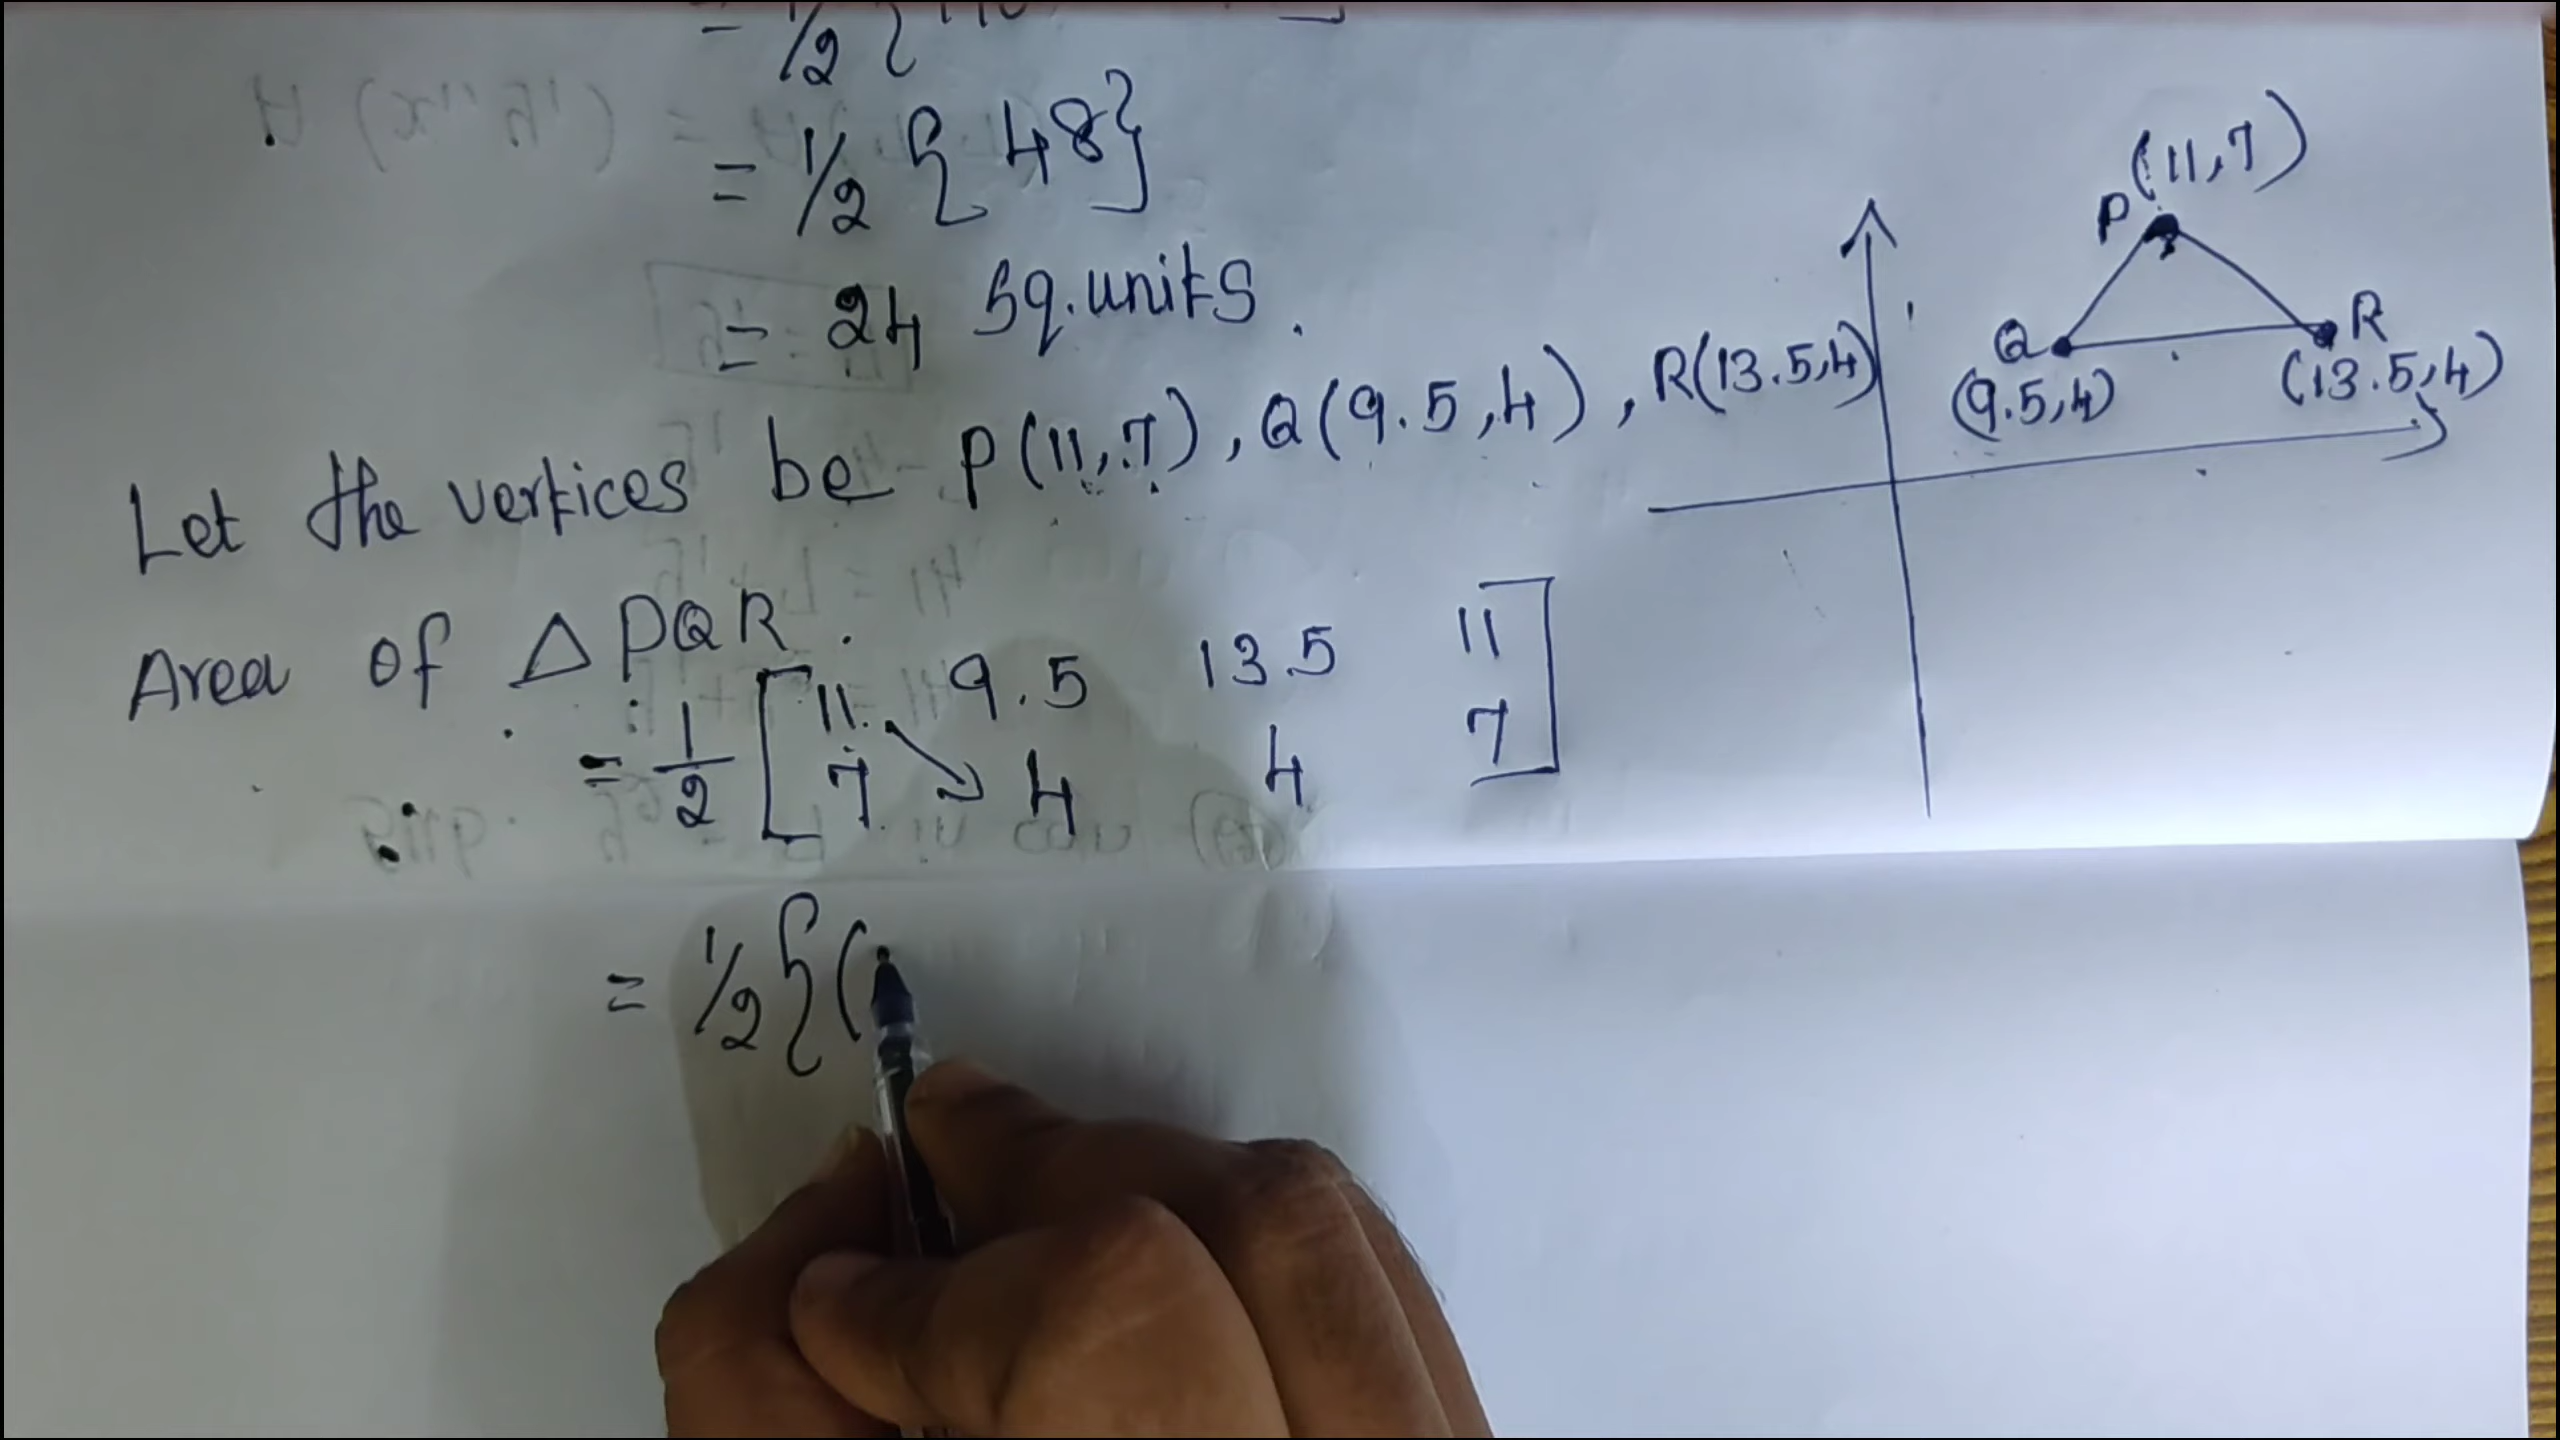 = 1/2 {
= 1/2 { 48}
= 24 Sq.units.
Let the vertices be P(11,7), Q(9.5,4), R(13.5,4)
Area of △ PQR.
= 1/2 [ 11 9.5 13.5 11
7 4 4 7 ]
= 1/2 { (
P (11,7)
Q R
(9.5,4) (13.5,4)